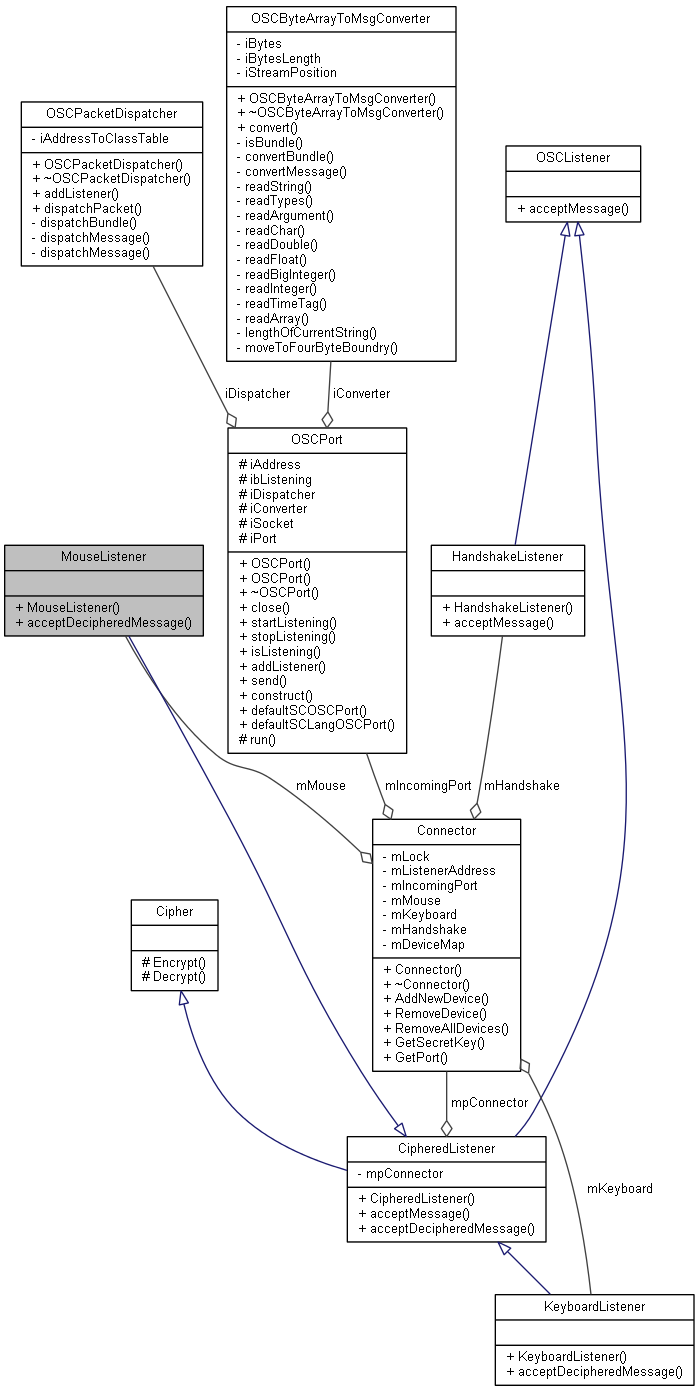 OSCByteArrayToMsgConverter
- iBytes
- iBytesLength
- iStreamPosition
+ OSCByteArrayToMsgConverter()
+ ~OSCByteArrayToMsgConverter()
+ convert()
- isBundle()
- convertBundle()
- convertMessage()
- readString()
- readTypes()
- readArgument()
- readChar()
- readDouble()
- readFloat()
- readBigInteger()
- readInteger()
- readTimeTag()
- readArray()
- lengthOfCurrentString()
- moveToFourByteBoundry()
OSCPacketDispatcher
- iAddressToClassTable
+ OSCPacketDispatcher()
+ ~OSCPacketDispatcher()
+ addListener()
+ dispatchPacket()
- dispatchBundle()
- dispatchMessage()
- dispatchMessage()
OSCListener
+ acceptMessage()
iDispatcher
iConverter
OSCPort
# iAddress
# ibListening
# iDispatcher
# iConverter
# iSocket
# iPort
+ OSCPort()
+ OSCPort()
+ ~OSCPort()
+ close()
+ startListening()
+ stopListening()
+ isListening()
+ addListener()
+ send()
+ construct()
+ defaultSCOSCPort()
+ defaultSCLangOSCPort()
# run()
MouseListener
+ MouseListener()
+ acceptDecipheredMessage()
HandshakeListener
+ HandshakeListener()
+ acceptMessage()
mMouse
mIncomingPort
mHandshake
Connector
- mLock
- mListenerAddress
- mIncomingPort
- mMouse
- mKeyboard
- mHandshake
- mDeviceMap
+ Connector()
+ ~Connector()
+ AddNewDevice()
+ RemoveDevice()
+ RemoveAllDevices()
+ GetSecretKey()
+ GetPort()
Cipher
# Encrypt()
# Decrypt()
mpConnector
CipheredListener
- mpConnector
+ CipheredListener()
+ acceptMessage()
+ acceptDecipheredMessage()
mKeyboard
KeyboardListener
+ KeyboardListener()
+ acceptDecipheredMessage()